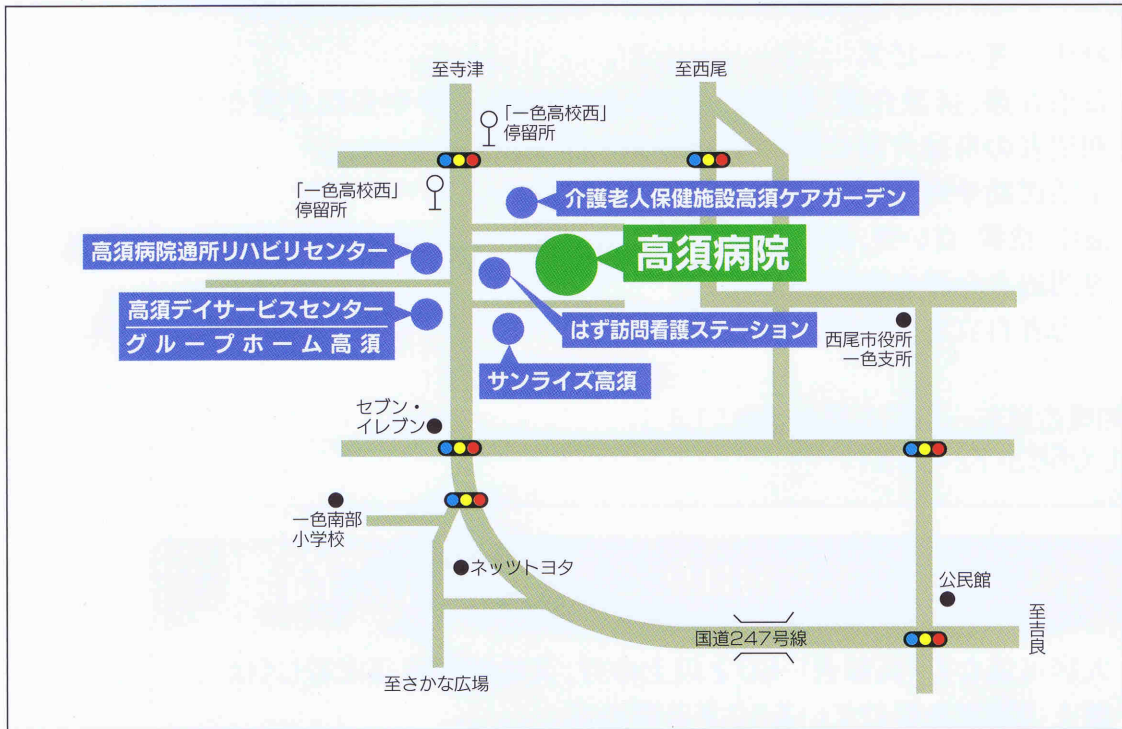 至寺津
至西尾
「一色高校西」
停留所
「一色高校西」
停留所
介護老人保健施設高須ケアガーデン
高須病院通所リハビリセンター
高須病院
高須デイサービスセンター
グループホーム高須
はず訪問看護ステーション
西尾市役所
一色支所
サンライズ高須
セブン・
イレブン
一色南部
小学校
ネッツトヨタ
公民館
至吉良
国道247号線
至さかな広場